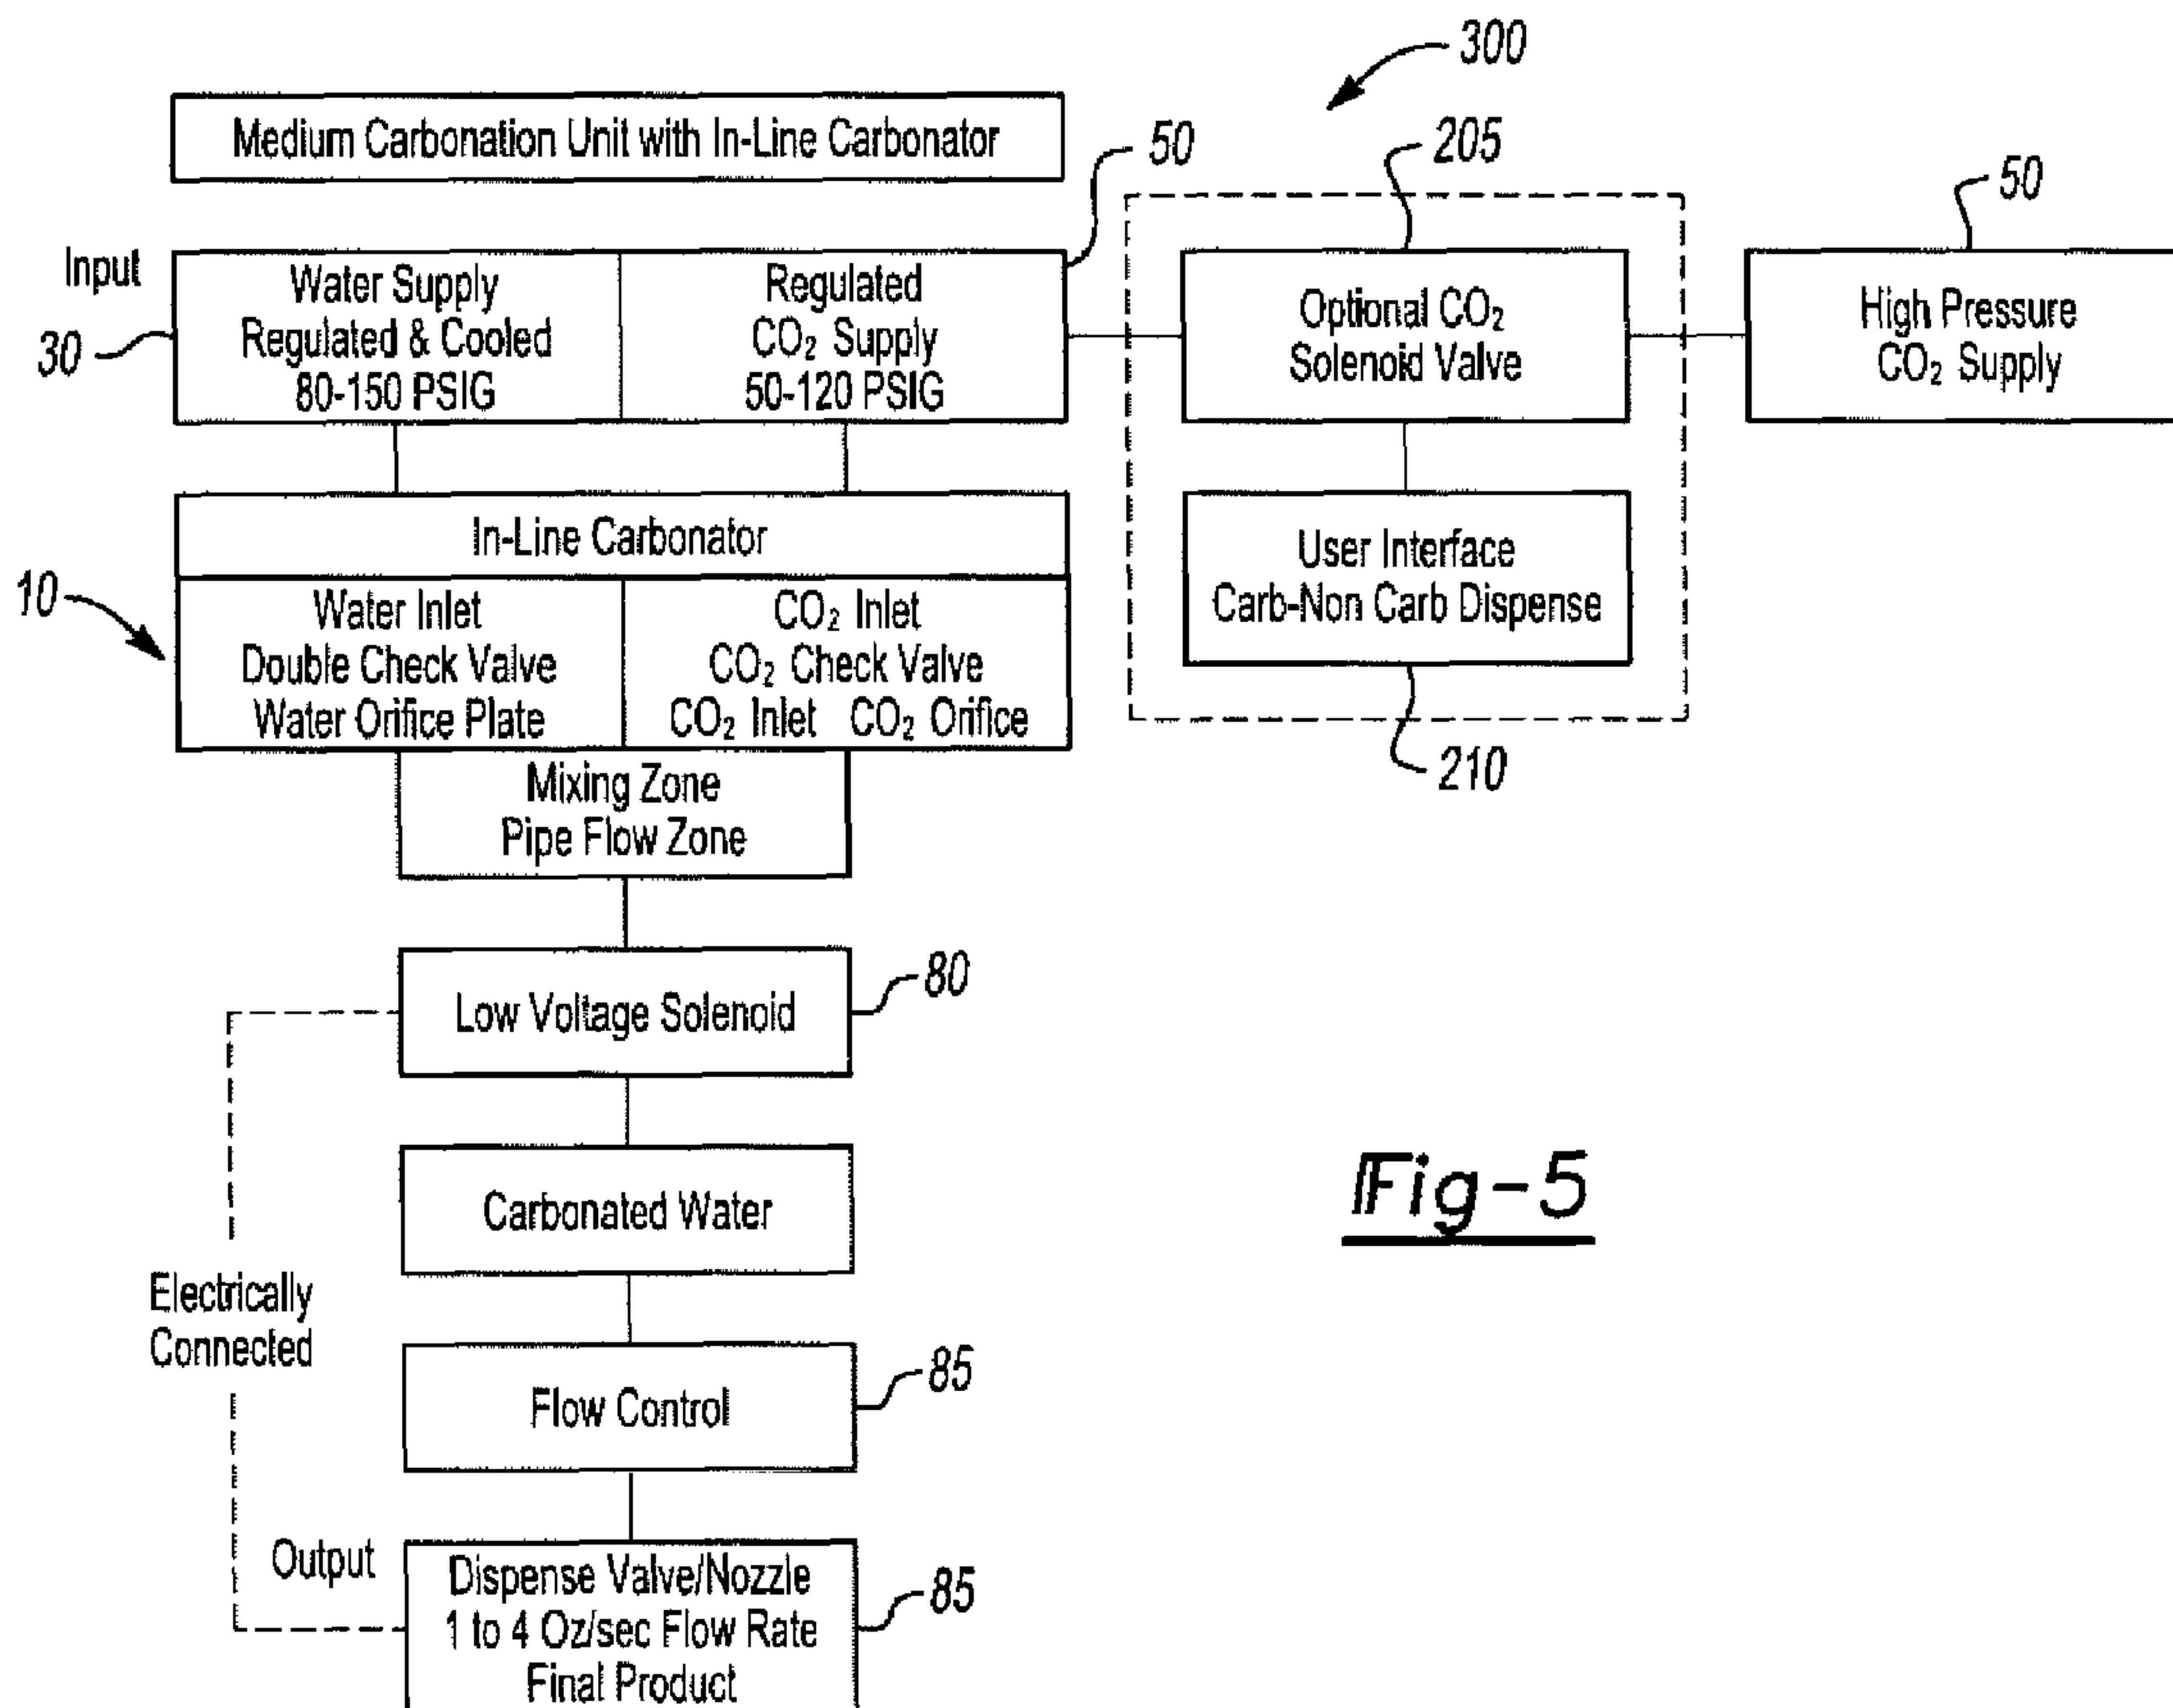 300
Medium Carbonation Unit with In-Line Carbonator
50
205
50
Input
30
Water Supply
Regulated & Cooled
80-150 PSIG
Regulated
CO₂ Supply
50-120 PSIG
Optional CO₂
Solenoid Valve
High Pressure
CO₂ Supply
In-Line Carbonator
10
Water Inlet
Double Check Valve
Water Orifice Plate
CO₂ Inlet
CO₂ Check Valve
CO₂ Inlet CO₂ Orifice
User Interface
Carb-Non Carb Dispense
210
Mixing Zone
Pipe Flow Zone
Low Voltage Solenoid
80
Carbonated Water
Electrically
Connected
Flow Control
85
Output
Dispense Valve/Nozzle
1 to 4 Oz/sec Flow Rate
Final Product
85
Fig-5